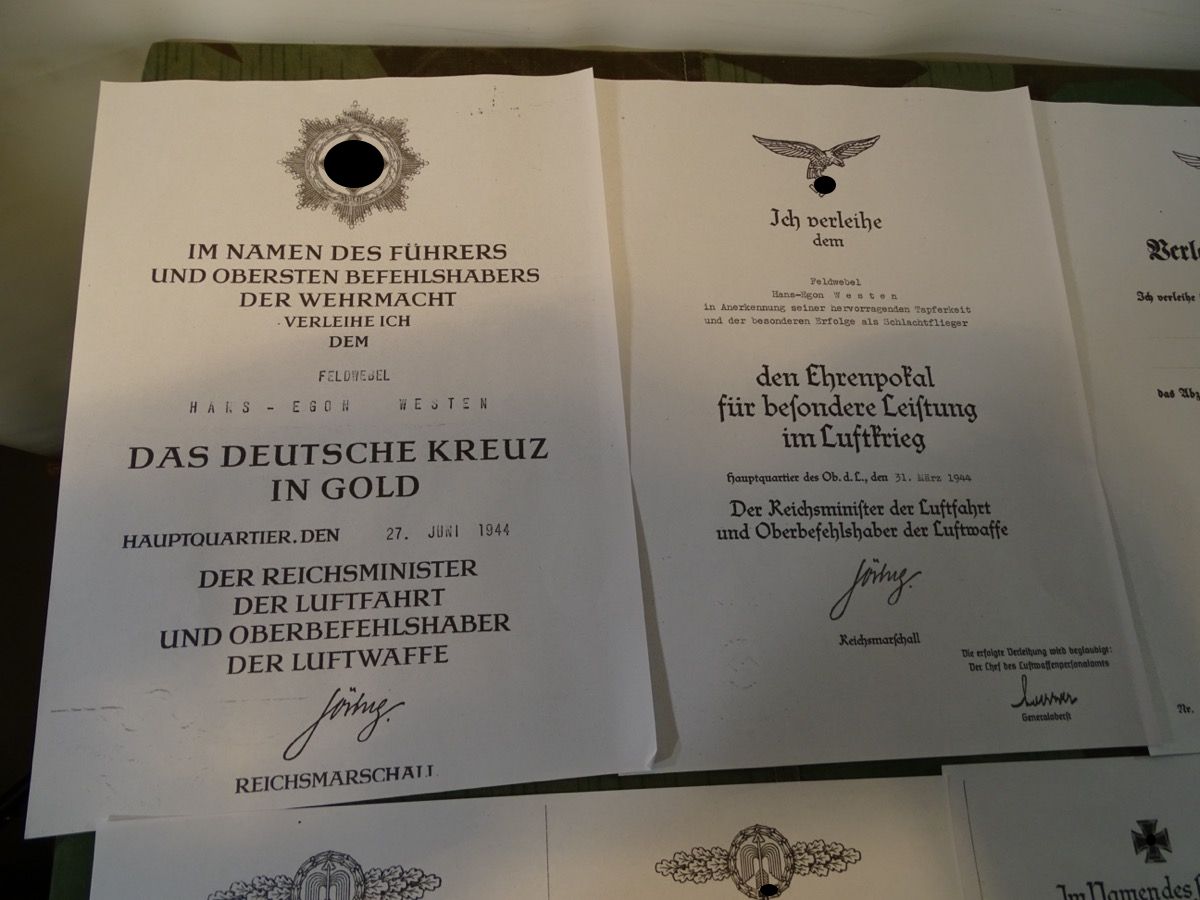 IM NAMEN DES FÜHRERS
UND OBERSTEN BEFEHLSHABERS
DER WEHRMACHT
VERLEIHE ICH
DEM
FELDWEBEL
HANS-EGON WESTEN
DAS DEUTSCHE KREUZ
IN GOLD
HAUPTQUARTIER, DEN 27. JUNI 1944
DER REICHSMINISTER
DER LUFTFAHRT
UND OBERBEFEHLSHABER
DER LUFTWAFFE
Göring.
REICHSMARSCHALL
Ich verleihe
dem
Feldwebel
Hans-Egon Westen
in Anerkennung seiner hervorragenden Tapferkeit
und der besonderen Erfolge als Schlachtflieger
den Ehrenpokal
für besondere Leistung
im Luftkrieg
Hauptquartier des Ob. d. L., den 31. März 1944
Der Reichsminister der Luftfahrt
und Oberbefehlshaber der Luftwaffe
Göring.
Reichsmarschall
Die erfolgte Verleihung wird beglaubigt:
Der Chef des Luftwaffenpersonalamts
Generaloberst
Ich verleihe
das
Nr.
Im Namen des